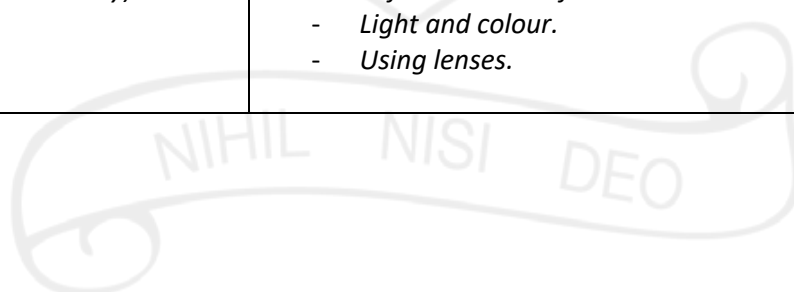 - Light and colour.
- Using lenses.
NIHIL NISI DEO